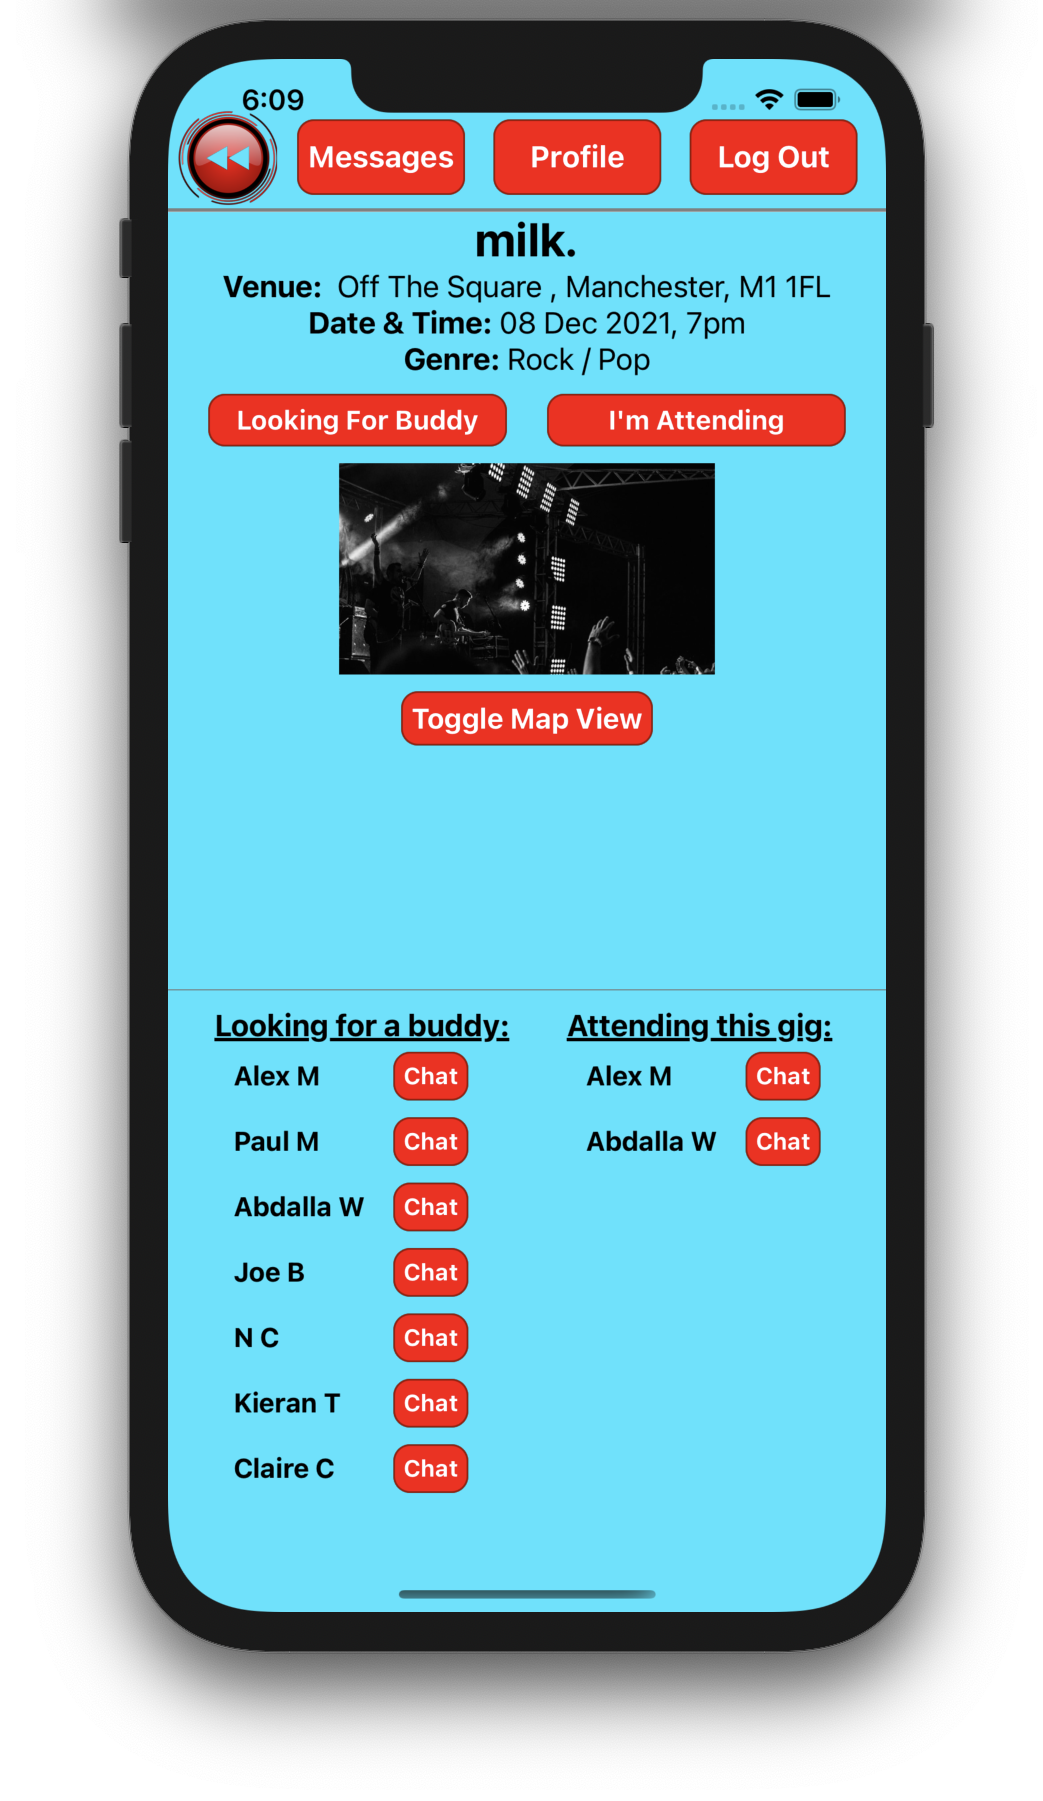 6:09
Messages Profile Log Out
milk.
Venue: Off The Square , Manchester, M1 1FL
Date & Time: 08 Dec 2021, 7pm
Genre: Rock / Pop
Looking For Buddy I'm Attending
Toggle Map View
Looking for a buddy:
Alex M Chat
Paul M Chat
Abdalla W Chat
Joe B Chat
N C Chat
Kieran T Chat
Claire C Chat
Attending this gig:
Alex M Chat
Abdalla W Chat